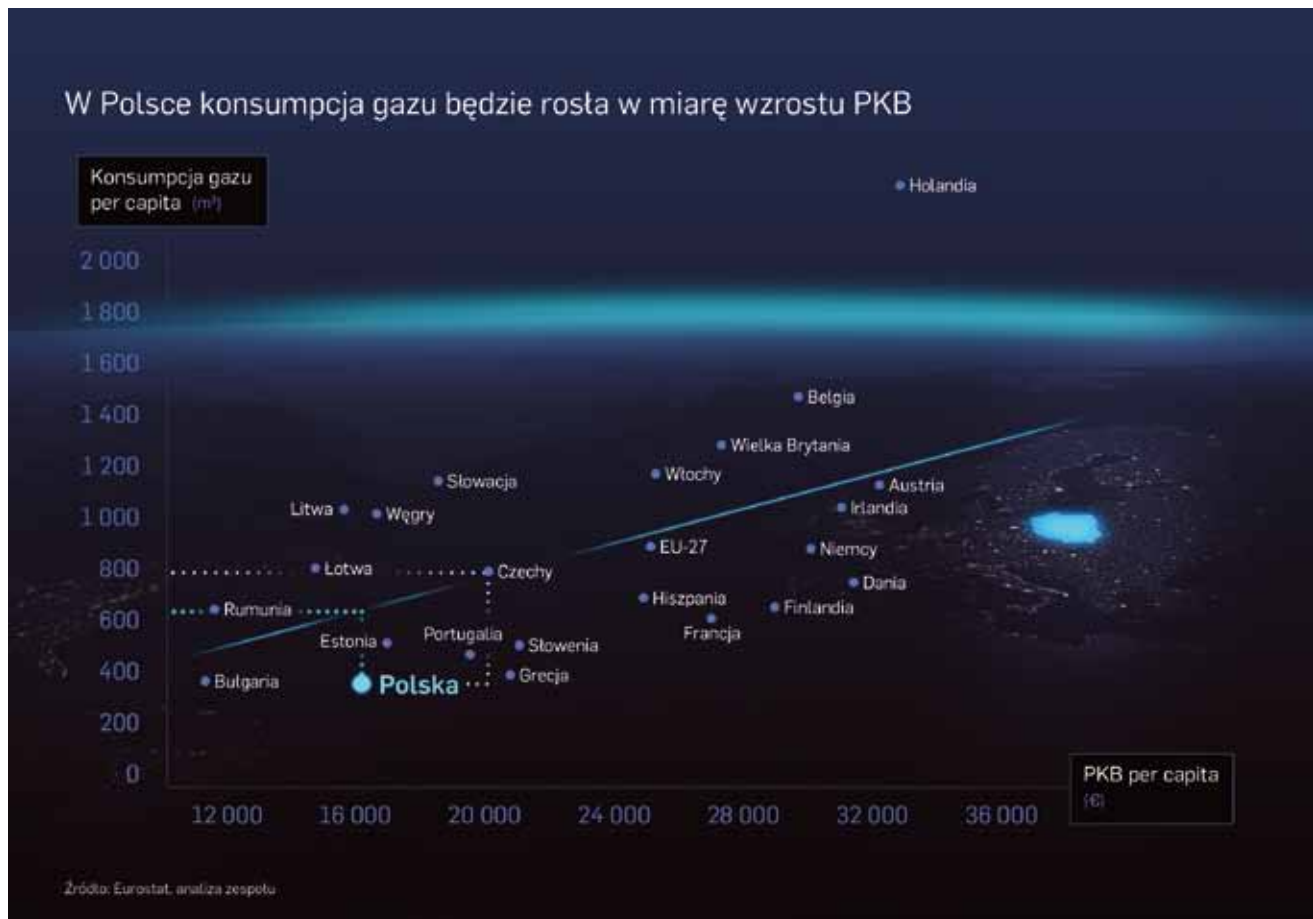 W Polsce konsumpcja gazu będzie rosła w miarę wzrostu PKB
Konsumpcja gazu
per capita (m³)
Holandia
2 000
1 800
1 600
Belgia
1 400
Wielka Brytania
1 200
Włochy
Słowacja
Austria
Litwa
Węgry
Irlandia
1 000
EU-27
Niemcy
800
Łotwa
Czechy
Dania
Rumunia
Hiszpania
Finlandia
600
Francja
Estonia
Portugalia
Słowenia
400
Bułgaria
Polska
Grecja
200
0
PKB per capita
(€)
12 000
16 000
20 000
24 000
28 000
32 000
36 000
Źródło: Eurostat, analiza zespołu